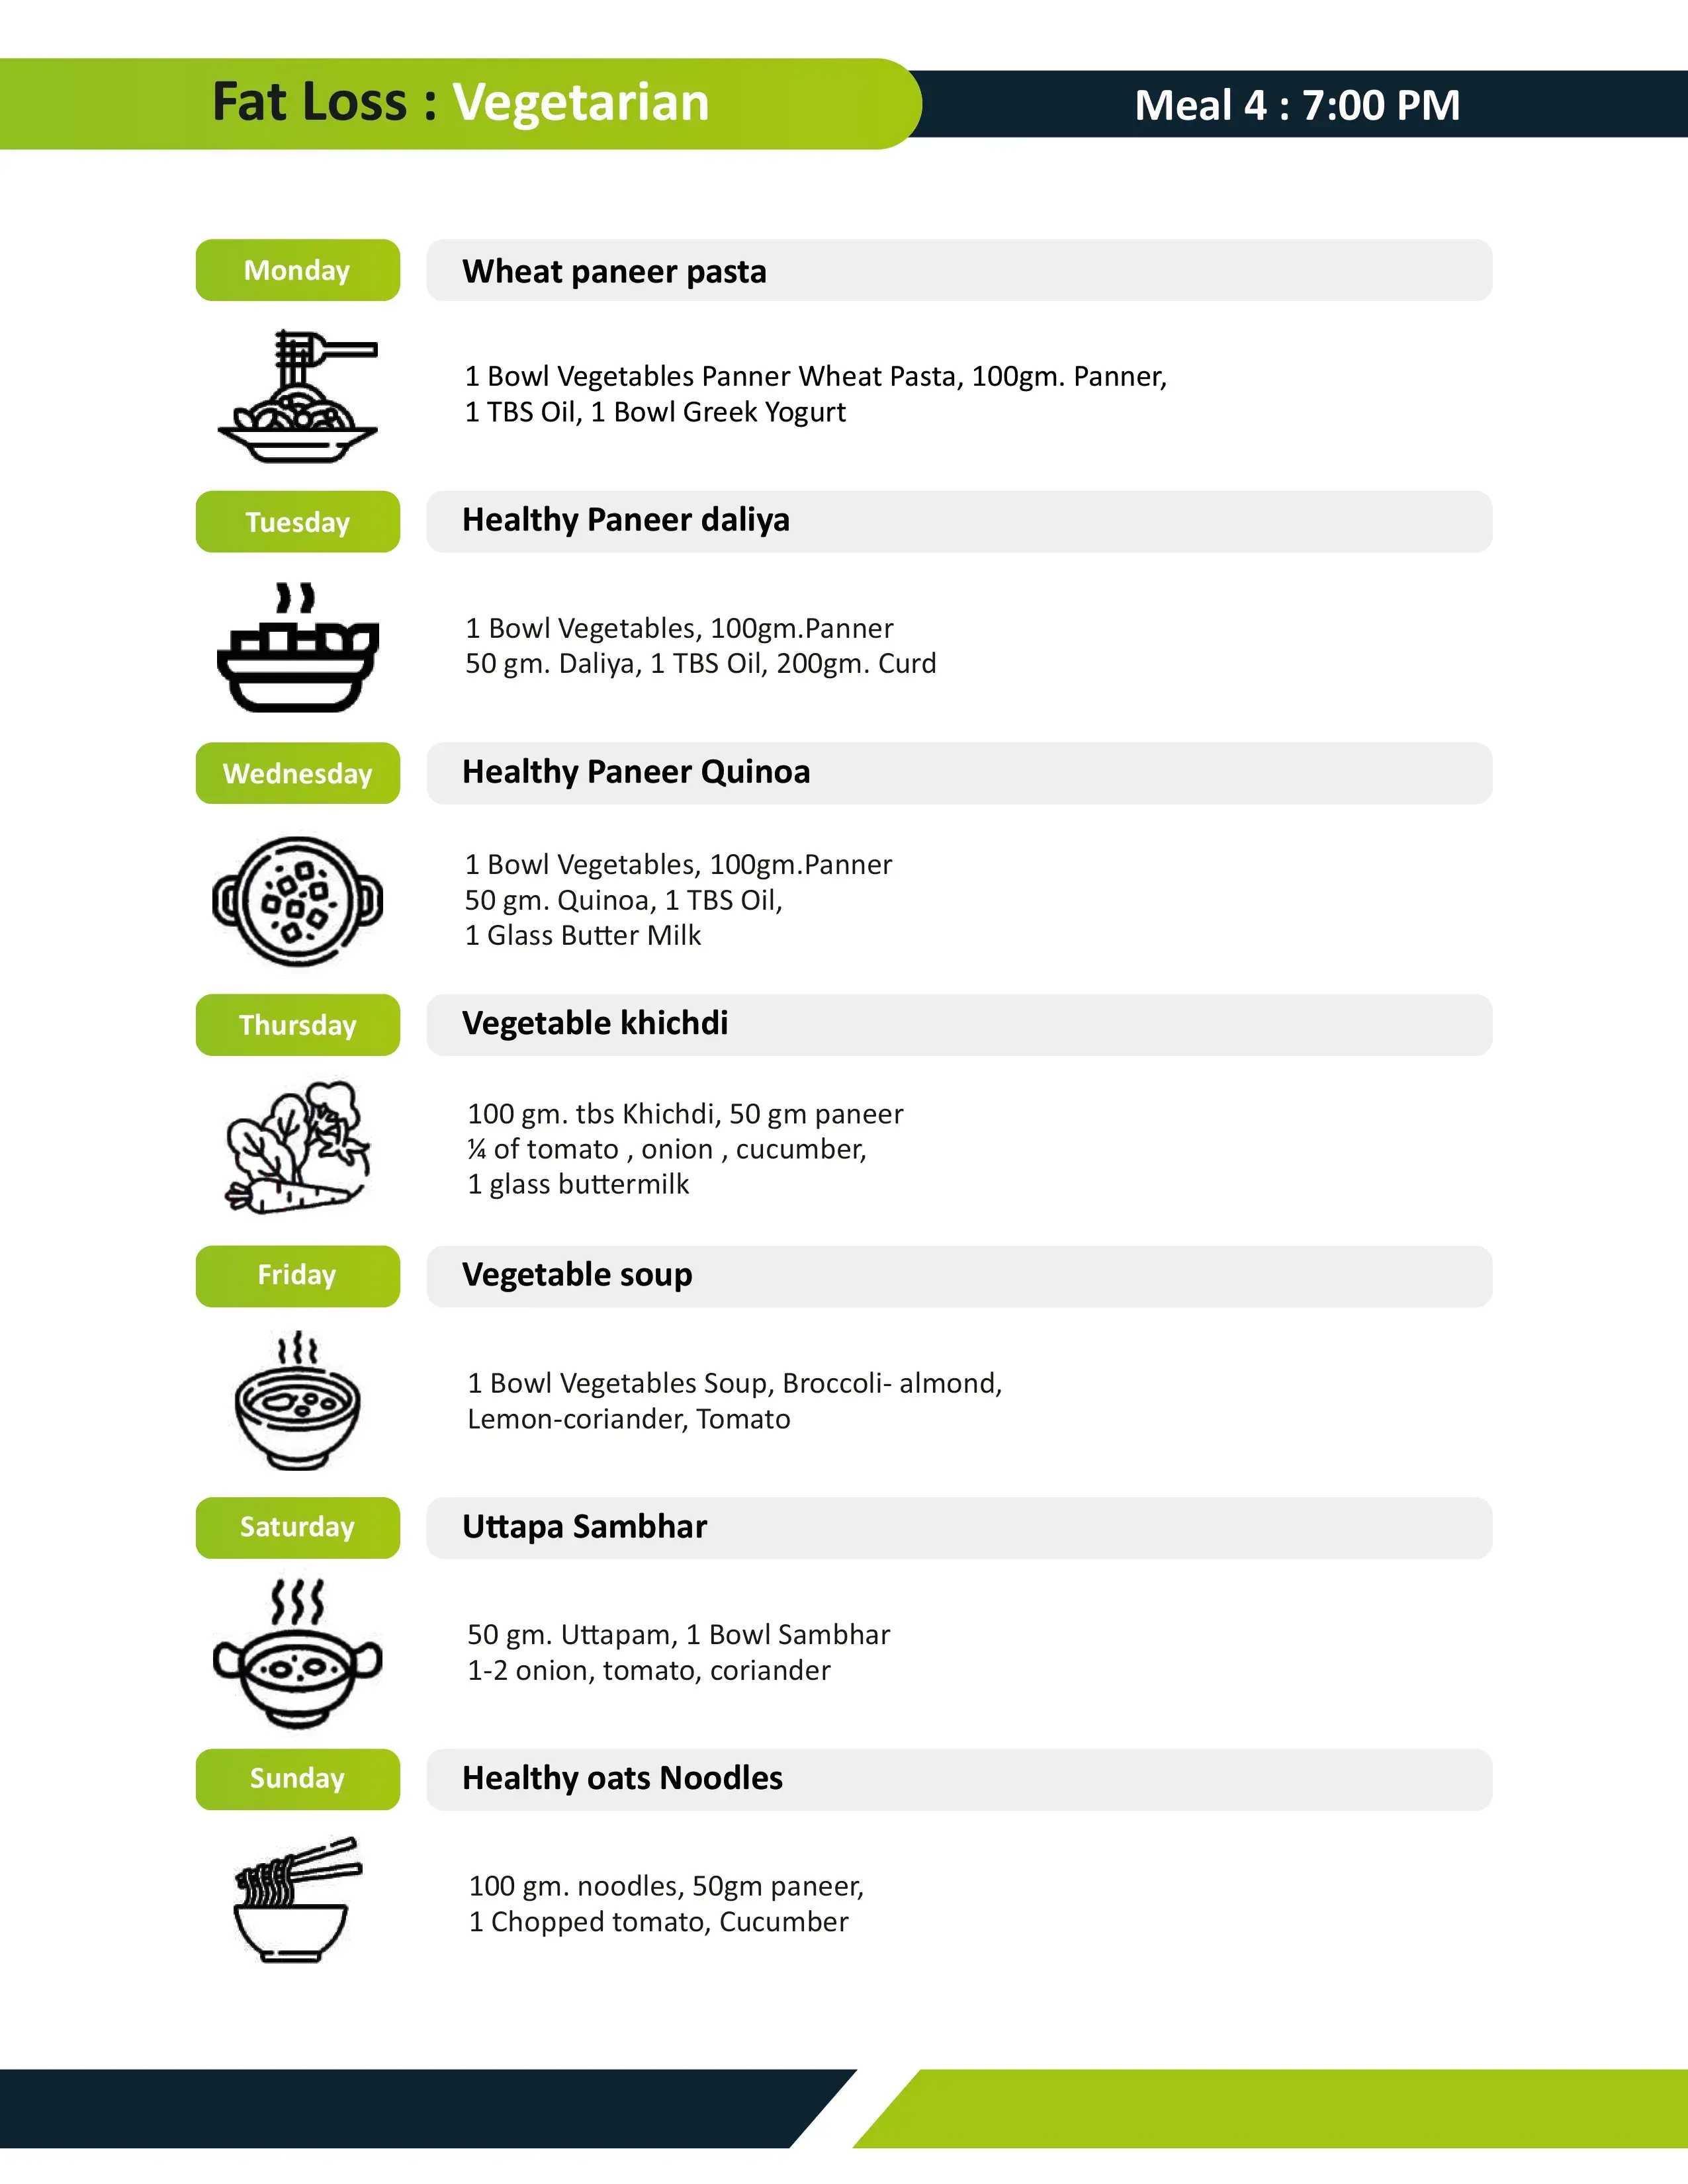 Fat Loss : Vegetarian
Meal 4 : 7:00 PM
Monday
Wheat paneer pasta
1 Bowl Vegetables Panner Wheat Pasta, 100gm. Panner,
1 TBS Oil, 1 Bowl Greek Yogurt
Tuesday
Healthy Paneer daliya
1 Bowl Vegetables, 100gm.Panner
50 gm. Daliya, 1 TBS Oil, 200gm. Curd
Wednesday
Healthy Paneer Quinoa
1 Bowl Vegetables, 100gm.Panner
50 gm. Quinoa, 1 TBS Oil,
1 Glass Butter Milk
Thursday
Vegetable khichdi
100 gm. tbs Khichdi, 50 gm paneer
¼ of tomato , onion , cucumber,
1 glass buttermilk
Friday
Vegetable soup
1 Bowl Vegetables Soup, Broccoli- almond,
Lemon-coriander, Tomato
Saturday
Uttapa Sambhar
50 gm. Uttapam, 1 Bowl Sambhar
1-2 onion, tomato, coriander
Sunday
Healthy oats Noodles
100 gm. noodles, 50gm paneer,
1 Chopped tomato, Cucumber